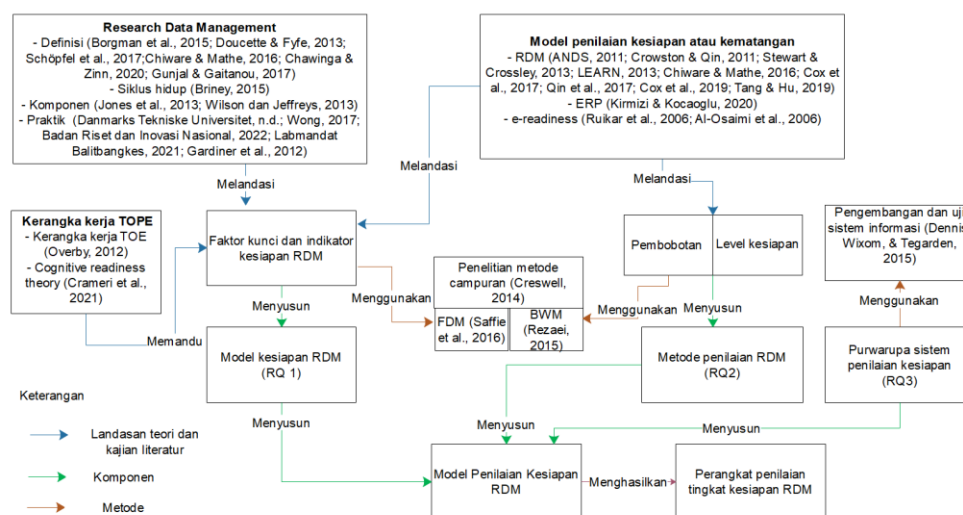 Research Data Management
- Definisi (Borgman et al., 2015; Doucette & Fyfe, 2013;
Schöpfel et al., 2017;Chiware & Mathe, 2016; Chawinga
& Zinn, 2020; Gunjal & Gaitanou, 2017)
- Siklus hidup (Briney, 2015)
- Komponen (Jones et al., 2013; Wilson dan Jeffreys, 2013)
- Praktik (Danmarks Tekniske Universitet, n.d.; Wong, 2017;
Badan Riset dan Inovasi Nasional, 2022; Labmandat
Balitbangkes, 2021; Gardiner et al., 2012)
Model penilaian kesiapan atau kematangan
- RDM (ANDS, 2011; Crowston & Qin, 2011; Stewart &
Crossley, 2013; LEARN, 2013; Chiware & Mathe, 2016; Cox
et al., 2017; Qin et al., 2017; Cox et al., 2019; Tang & Hu, 2019)
- ERP (Kirmizi & Kocaoglu, 2020)
- e-readiness (Ruikar et al., 2006; Al-Osaimi et al., 2006)
Melandasi
Melandasi
Kerangka kerja TOPE
- Kerangka kerja TOE
(Overby, 2012)
- Cognitive readiness
theory (Crameri et al.,
2021)
Faktor kunci dan indikator
kesiapan RDM
Pembobotan
Level kesiapan
Pengembangan dan uji
sistem informasi (Dennis,
Wixom, & Tegarden,
2015)
Penelitian metode
campuran (Creswell,
2014)
FDM (Saffie
et al., 2016)
BWM
(Rezaei,
2015)
Menyusun
Menggunakan
Menggunakan
Menyusun
Menggunakan
Memandu
Model kesiapan RDM
(RQ 1)
Metode penilaian RDM
(RQ2)
Purwarupa sistem
penilaian kesiapan
(RQ3)
Keterangan
Landasan teori dan
kajian literatur
Komponen
Metode
Menyusun
Menyusun
Menyusun
Model Penilaian Kesiapan
RDM
Menghasilkan
Perangkat penilaian
tingkat kesiapan RDM